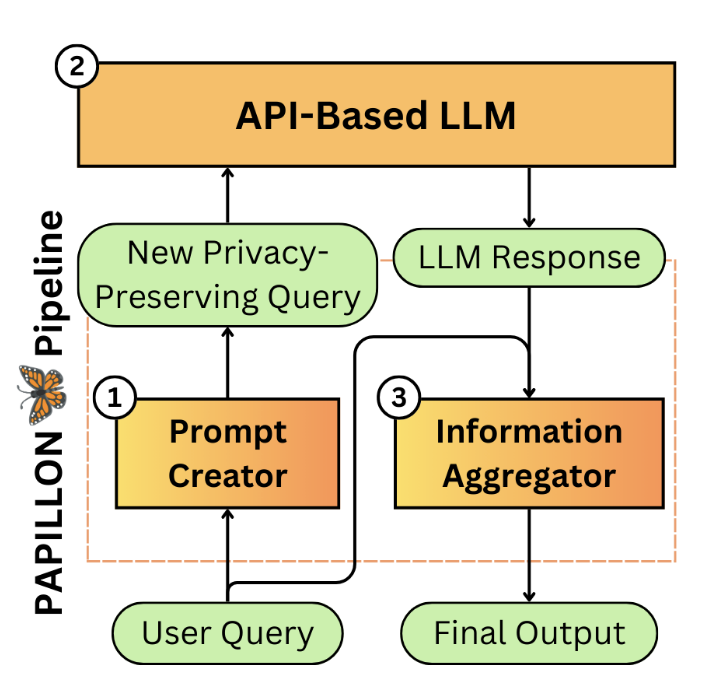 2
API-Based LLM
New Privacy-
Preserving Query
LLM Response
PAPILLON Pipeline
1
Prompt
Creator
3
Information
Aggregator
User Query
Final Output